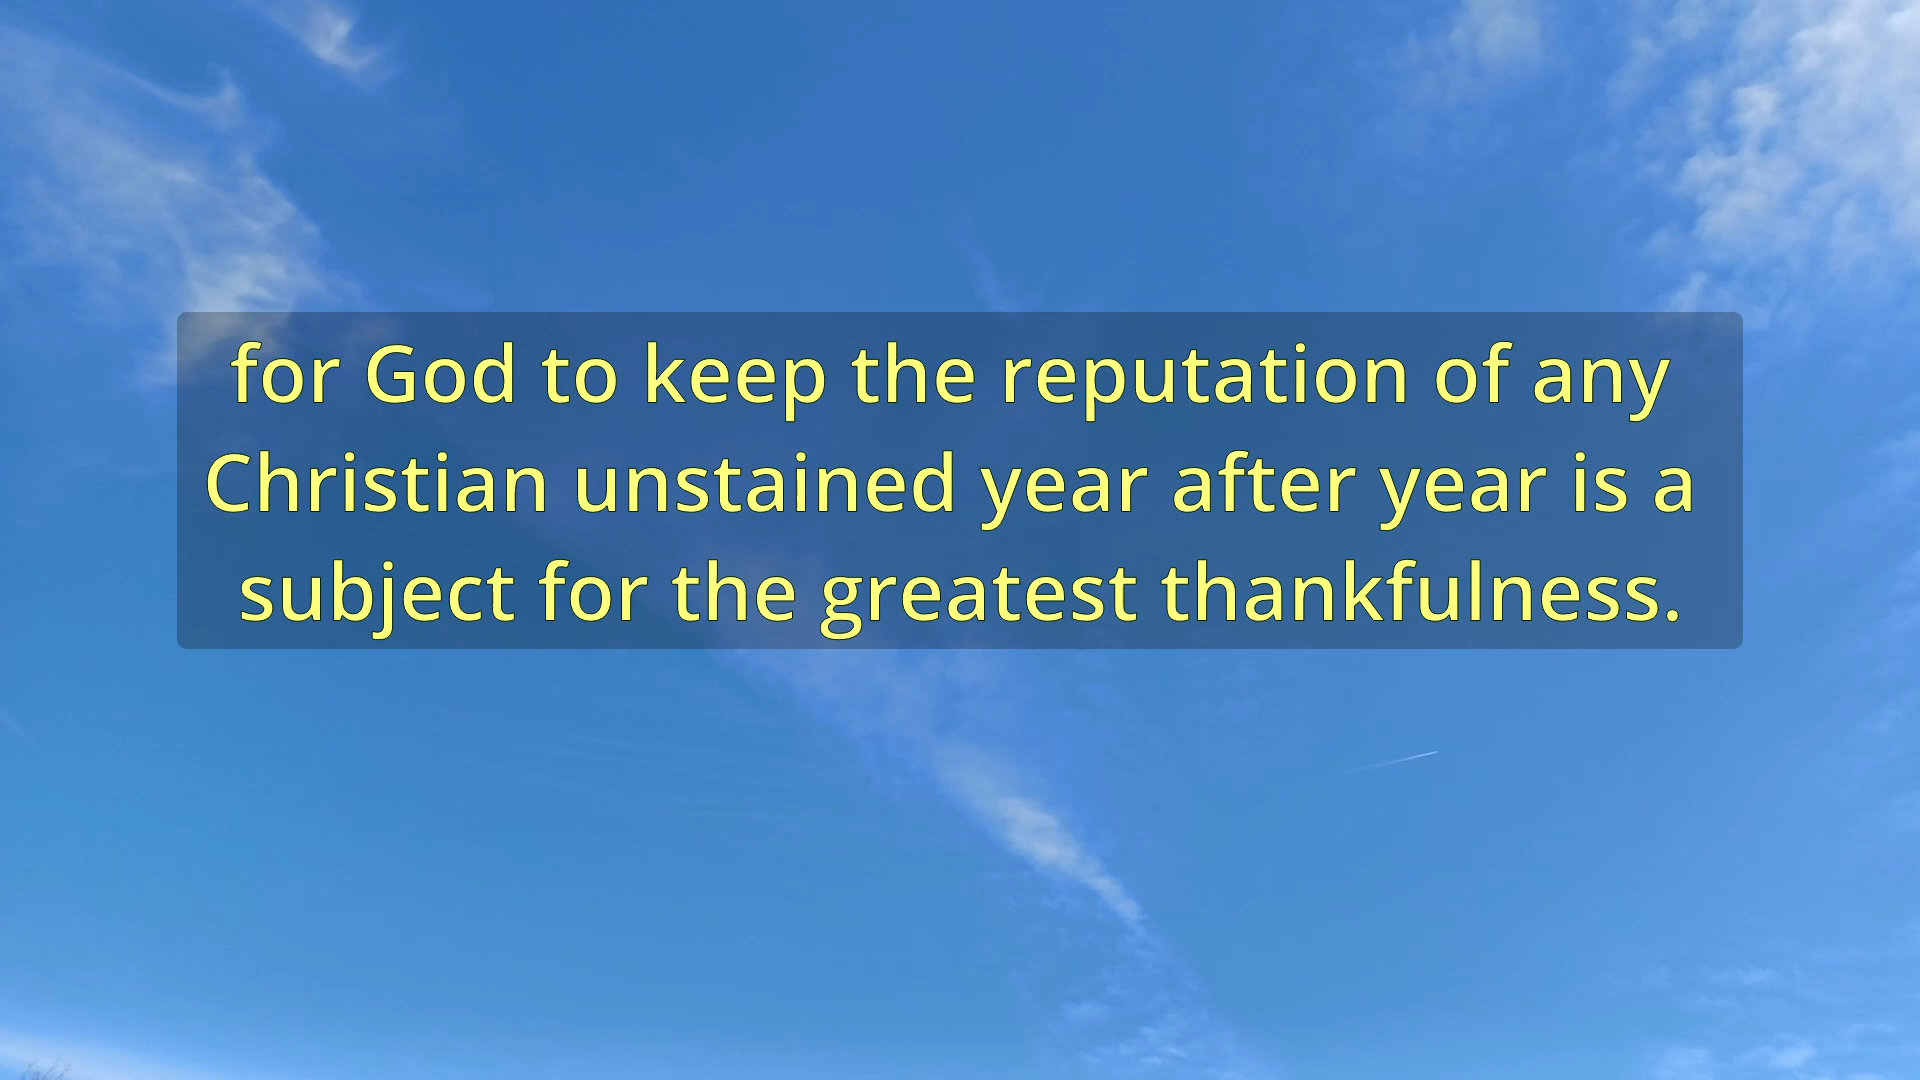 for God to keep the reputation of any
Christian unstained year after year is a
subject for the greatest thankfulness.